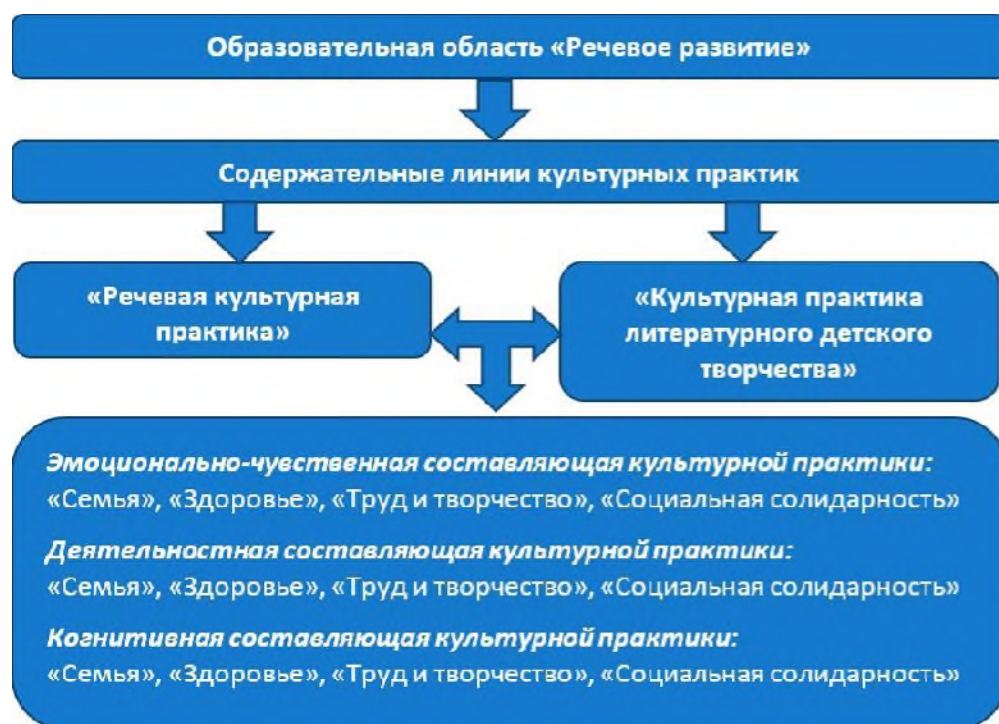 Образовательная область «Речевое развитие»
Содержательные линии культурных практик
«Речевая культурная
практика»
«Культурная практика
литературного детского
творчества»
Эмоционально-чувственная составляющая культурной практики:
«Семья», «Здоровье», «Труд и творчество», «Социальная солидарность»
Деятельностная составляющая культурной практики:
«Семья», «Здоровье», «Труд и творчество», «Социальная солидарность»
Когнитивная составляющая культурной практики:
«Семья», «Здоровье», «Труд и творчество», «Социальная солидарность»